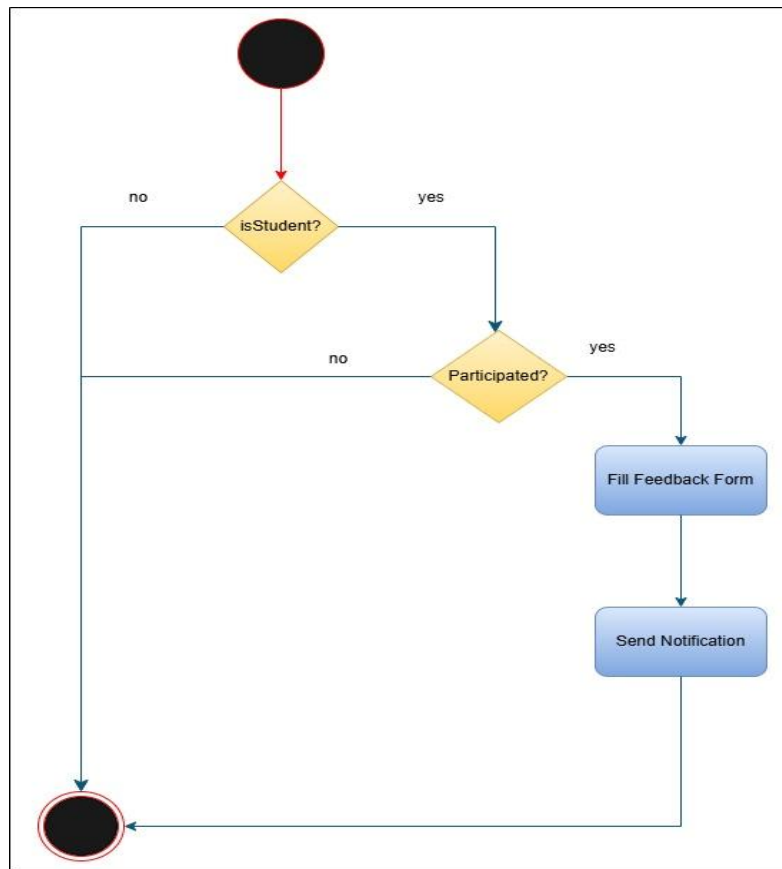 no
yes
isStudent?
no
yes
Participated?
Fill Feedback Form
Send Notification